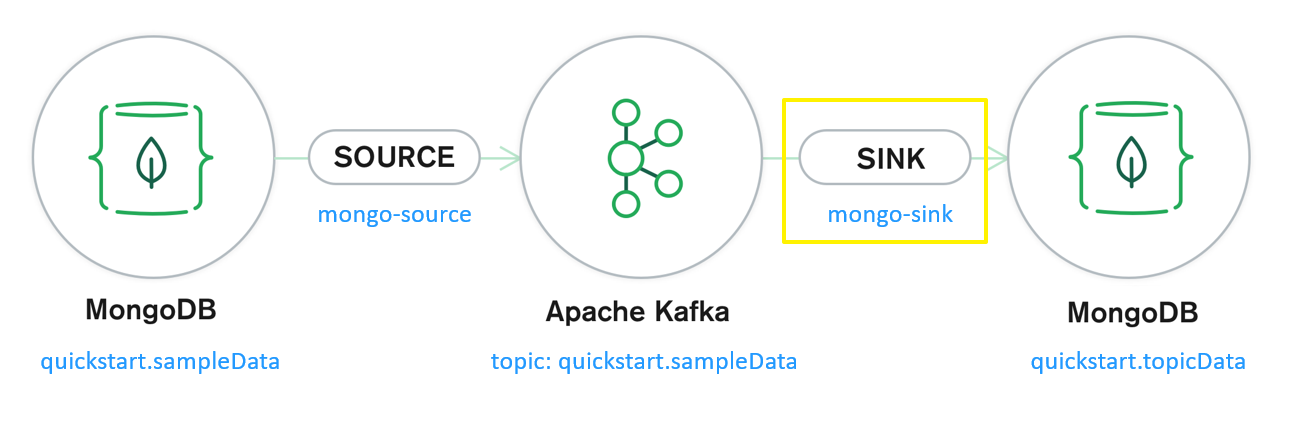 SOURCE
mongo-source
SINK
mongo-sink
MongoDB
quickstart.sampleData
Apache Kafka
topic: quickstart.sampleData
MongoDB
quickstart.topicData